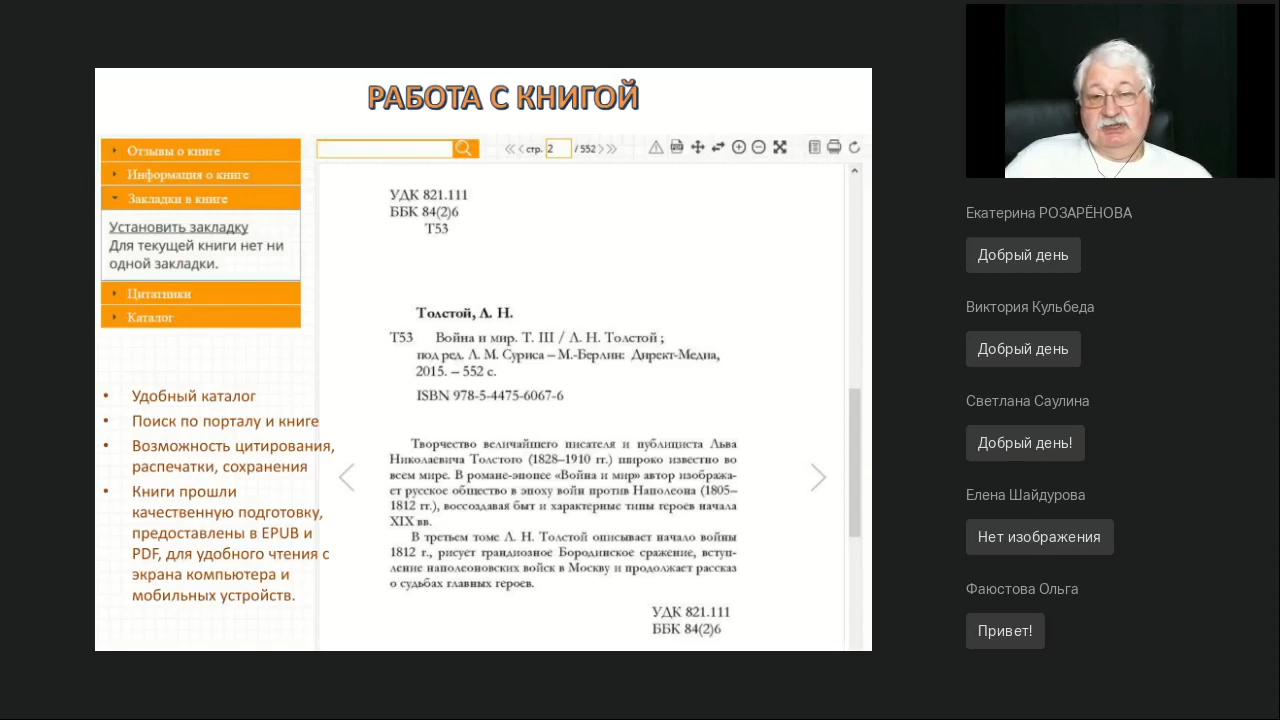 РАБОТА С КНИГОЙ
Отзывы о книге
Информация о книге
Закладки в книге
Установить закладку
Для текущей книги нет ни
одной закладки.
Цитатники
Каталог
• Удобный каталог
• Поиск по порталу и книге
• Возможность цитирования,
распечатки, сохранения
• Книги прошли
качественную подготовку,
предоставлены в EPUB и
PDF, для удобного чтения с
экрана компьютера и
мобильных устройств.
стр. 2 / 552
УДК 821.111
ББК 84(2)6
Т53
Толстой, Л. Н.
Т53 Война и мир. Т. III / Л. Н. Толстой ;
под ред. Л. М. Суриса – М.-Берлин: Директ-Медиа,
2015. – 552 с.
ISBN 978-5-4475-6067-6
Творчество величайшего писателя и публициста Льва
Николаевича Толстого (1828–1910 гг.) широко известно во
всем мире. В романе-эпопее «Война и мир» автор изобража-
ет русское общество в эпоху войн против Наполеона (1805–
1812 гг.), воссоздавая быт и характерные типы героев начала
XIX вв.
В третьем томе Л. Н. Толстой описывает начало войны
1812 г., рисует грандиозное Бородинское сражение, вступ-
ление наполеоновских войск в Москву и продолжает рассказ
о судьбах главных героев.
УДК 821.111
ББК 84(2)6
Екатерина РОЗАРЁНОВА
Добрый день
Виктория Кульбеда
Добрый день
Светлана Саулина
Добрый день!
Елена Шайдурова
Нет изображения
Фаюстова Ольга
Привет!